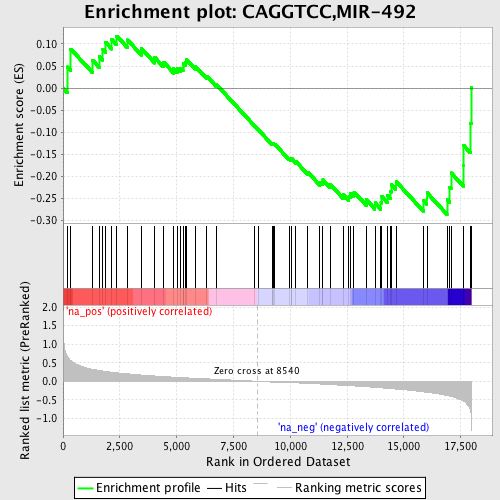 Enrichment plot: CAGGTCC,MIR-492
Enrichment score (ES)
0.10
0.05
0.00
-0.05
-0.10
-0.15
-0.20
-0.25
-0.30
'na_pos' (positively correlated)
Ranked list metric (PreRanked)
2.0
1.5
1.0
0.5
0.0
-0.5
-1.0
Zero cross at 8540
'na_neg' (negatively correlated)
0
2,500
5,000
7,500
10,000
12,500
15,000
17,500
Rank in Ordered Dataset
Enrichment profile
Hits
Ranking metric scores